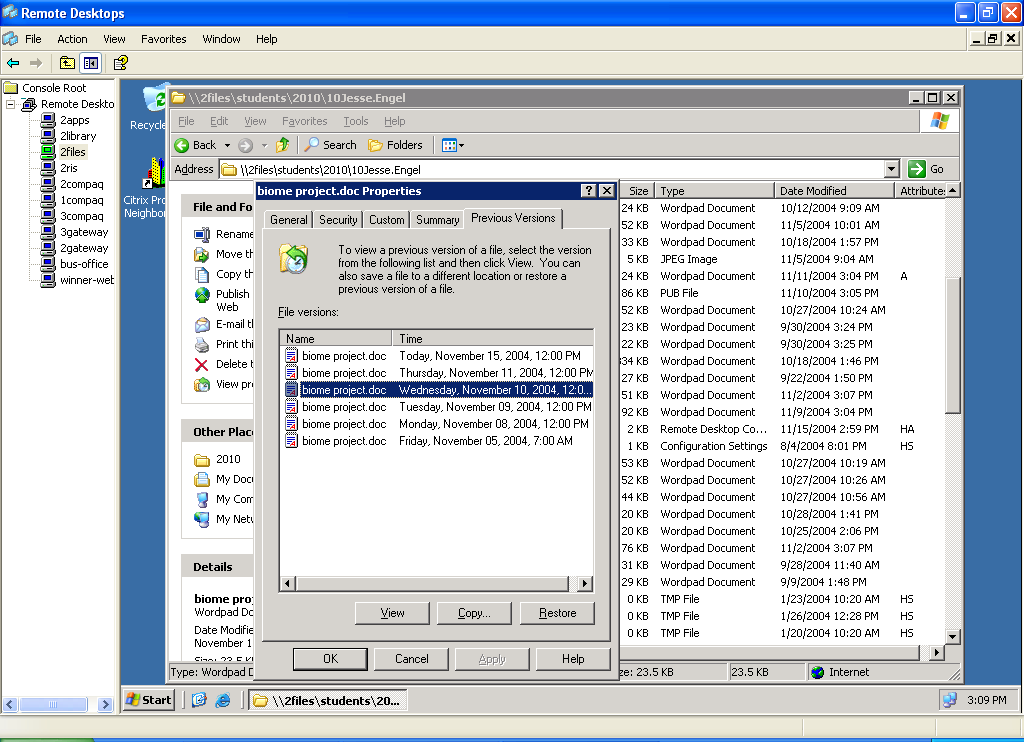 Remote Desktops
File Action View Favorites Window Help
Console Root
Remote Deskto
2apps
2library
2files
2ris
2compaq
1compaq
3compaq
3gateway
2gateway
bus-office
winner-web
Recycle
Citrix Pro
Neighbor
\\2files\students\2010\10Jesse.Engel
File Edit View Favorites Tools Help
Back Search Folders
Address \\2files\students\2010\10Jesse.Engel Go
File and Fo
Rename
Move th
Copy th
Publish
Web
E-mail t
Print thi
Delete t
View pr
Other Place
2010
My Docu
My Com
My Netw
Details
biome proj
Wordpad Do
Date Modifie
November 1
Size: 23.5 K
biome project.doc Properties
General Security Custom Summary Previous Versions
To view a previous version of a file, select the version
from the following list and then click View. You can
also save a file to a different location or restore a
previous version of a file.
File versions:
Name Time
biome project.doc Today, November 15, 2004, 12:00 PM
biome project.doc Thursday, November 11, 2004, 12:00 PM
biome project.doc Wednesday, November 10, 2004, 12:0...
biome project.doc Tuesday, November 09, 2004, 12:00 PM
biome project.doc Monday, November 08, 2004, 12:00 PM
biome project.doc Friday, November 05, 2004, 7:00 AM
View Copy... Restore
OK Cancel Apply Help
Size Type Date Modified Attributes
24 KB Wordpad Document 10/12/2004 9:09 AM
52 KB Wordpad Document 11/5/2004 10:01 AM
33 KB Wordpad Document 10/18/2004 1:57 PM
5 KB JPEG Image 11/5/2004 9:04 AM
24 KB Wordpad Document 11/11/2004 3:04 PM A
86 KB PUB File 11/10/2004 3:05 PM
52 KB Wordpad Document 10/27/2004 10:24 AM
23 KB Wordpad Document 9/30/2004 3:24 PM
22 KB Wordpad Document 9/30/2004 3:25 PM
334 KB Wordpad Document 10/18/2004 1:46 PM
27 KB Wordpad Document 9/22/2004 1:50 PM
51 KB Wordpad Document 11/2/2004 3:07 PM
92 KB Wordpad Document 11/9/2004 3:04 PM
2 KB Remote Desktop Co... 11/15/2004 2:59 PM HA
1 KB Configuration Settings 8/4/2004 8:01 PM HS
53 KB Wordpad Document 10/27/2004 10:19 AM
52 KB Wordpad Document 10/27/2004 10:26 AM
44 KB Wordpad Document 10/27/2004 10:56 AM
20 KB Wordpad Document 10/28/2004 1:41 PM
20 KB Wordpad Document 10/25/2004 2:06 PM
76 KB Wordpad Document 11/2/2004 3:07 PM
31 KB Wordpad Document 9/28/2004 11:40 AM
29 KB Wordpad Document 9/9/2004 1:48 PM
0 KB TMP File 1/23/2004 10:20 AM HS
0 KB TMP File 1/26/2004 12:28 PM HS
0 KB TMP File 1/20/2004 10:20 AM HS
Type: Wordpad D ze: 23.5 KB 23.5 KB Internet
Start \\2files\students\20... 3:09 PM